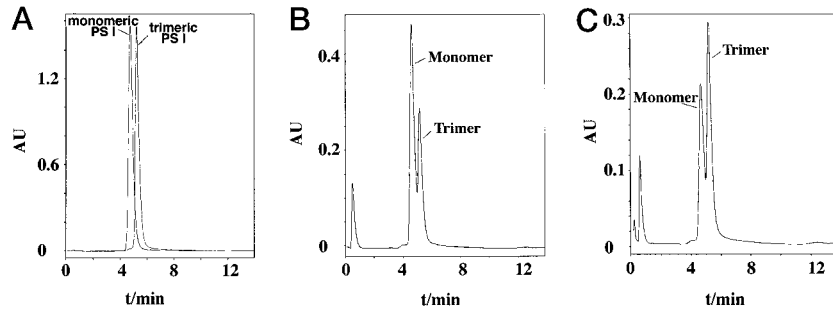 A
monomeric
PS I
trimeric
PS I
1.2
0.6
0
AU
0 4 8 12
t/min
B
0.4
0.2
0
AU
Monomer
Trimer
0 4 8 12
t/min
C
0.3
0.2
0.1
0
AU
Trimer
Monomer
0 4 8 12
t/min